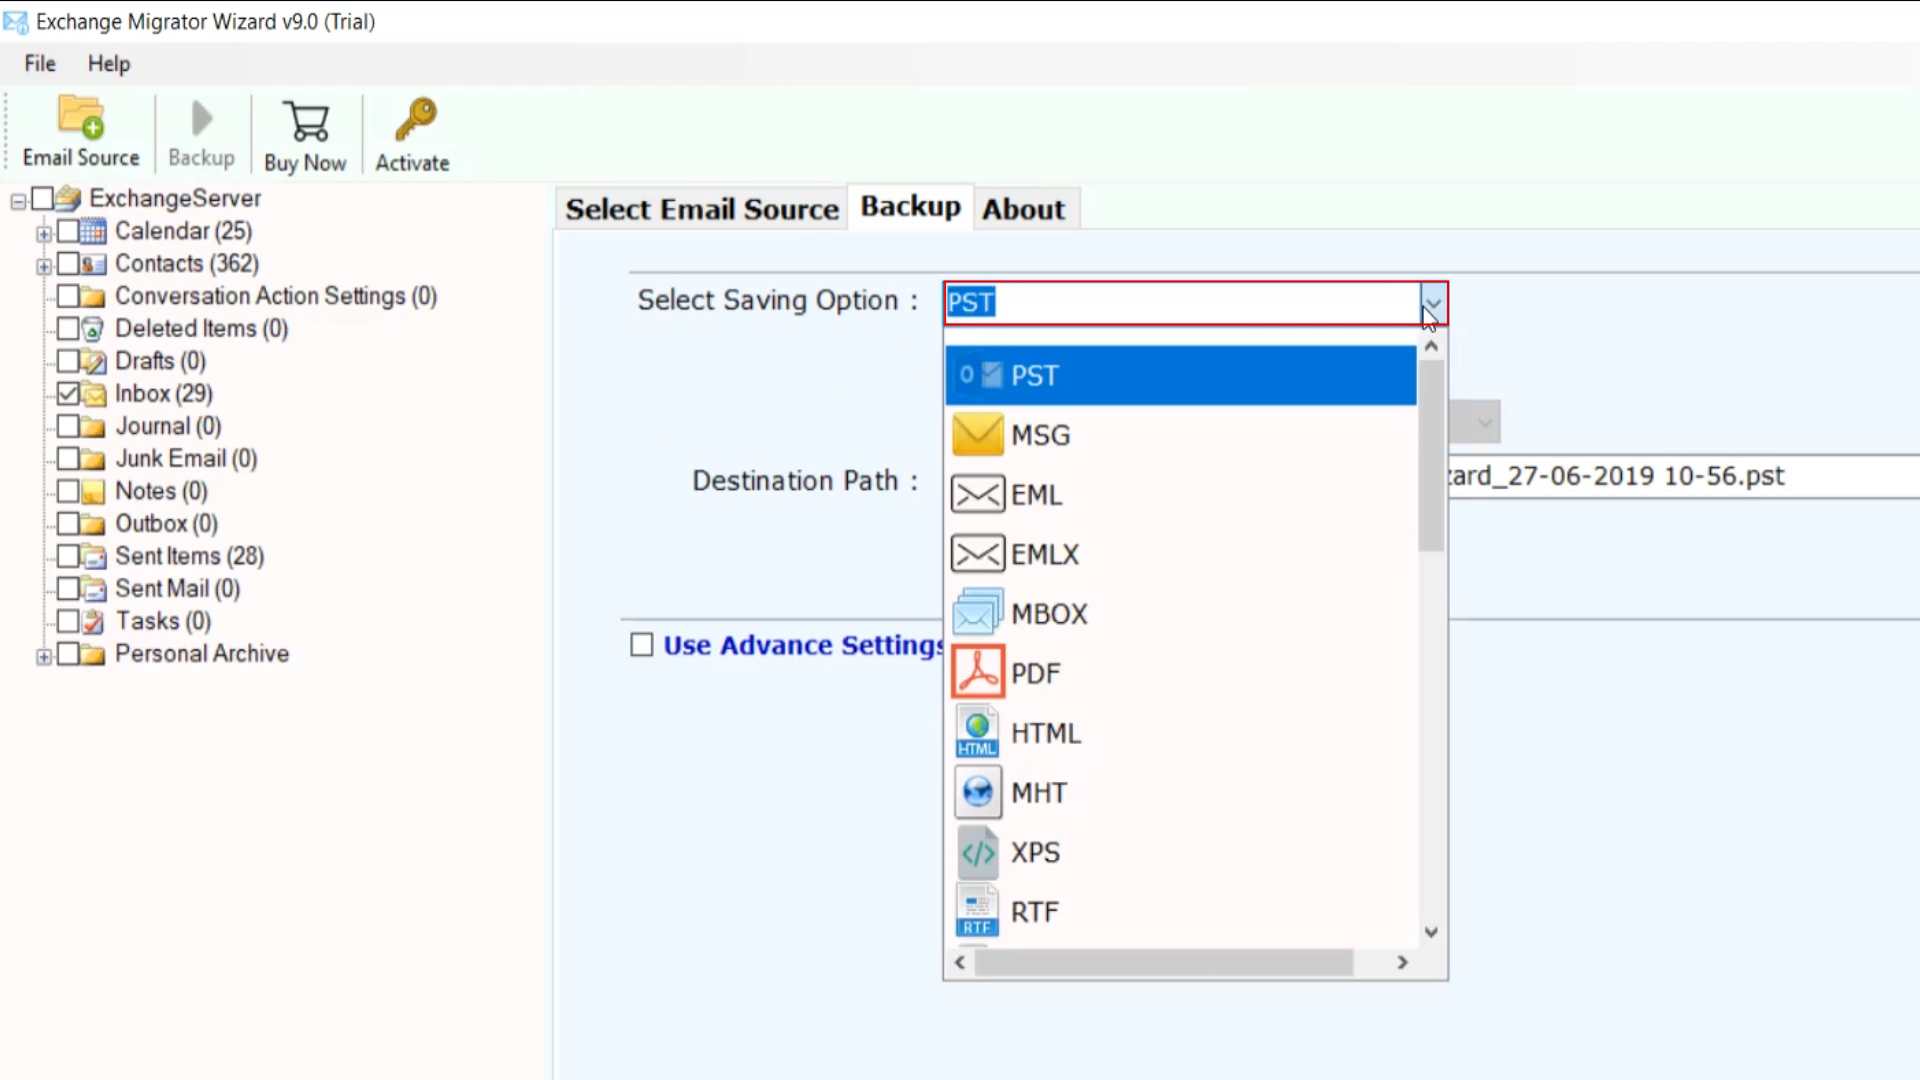 Exchange Migrator Wizard v9.0 (Trial)
File Help
Email Source Backup Buy Now Activate
ExchangeServer
Calendar (25)
Contacts (362)
Conversation Action Settings (0)
Deleted Items (0)
Drafts (0)
Inbox (29)
Journal (0)
Junk Email (0)
Notes (0)
Outbox (0)
Sent Items (28)
Sent Mail (0)
Tasks (0)
Personal Archive
Select Email Source Backup About
Select Saving Option : PST
PST
MSG
EML
EMLX
MBOX
PDF
HTML HTML
MHT
XPS
RTF RTF
Destination Path : zard_27-06-2019 10-56.pst
Use Advance Settings